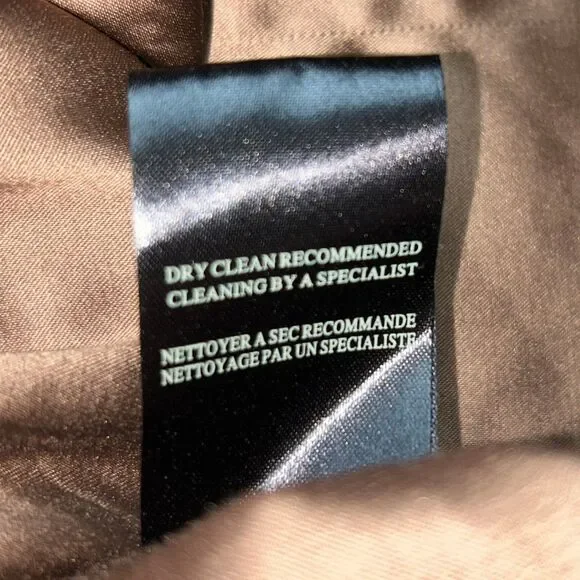 DRY CLEAN RECOMMENDED
CLEANING BY A SPECIALIST
NETTOYER A SEC RECOMMANDE
NETTOYAGE PAR UN SPECIALISTE